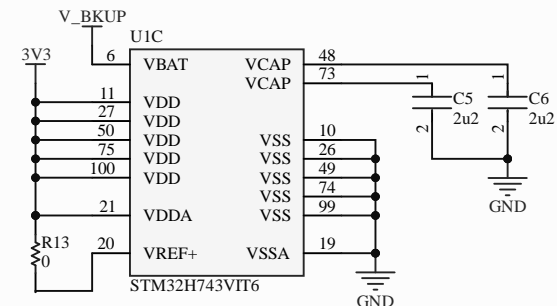 V_BKUP
U1C
3V3
6 VBAT VCAP 48
VCAP 73
11 VDD
27 VDD
50 VDD VSS 10
75 VDD VSS 26
100 VDD VSS 49
VSS 74
21 VDDA VSS 99
20 VREF+ VSSA 19
R13
0
STM32H743VIT6
1 C5 2u2 2
1 C6 2u2 2
GND
GND